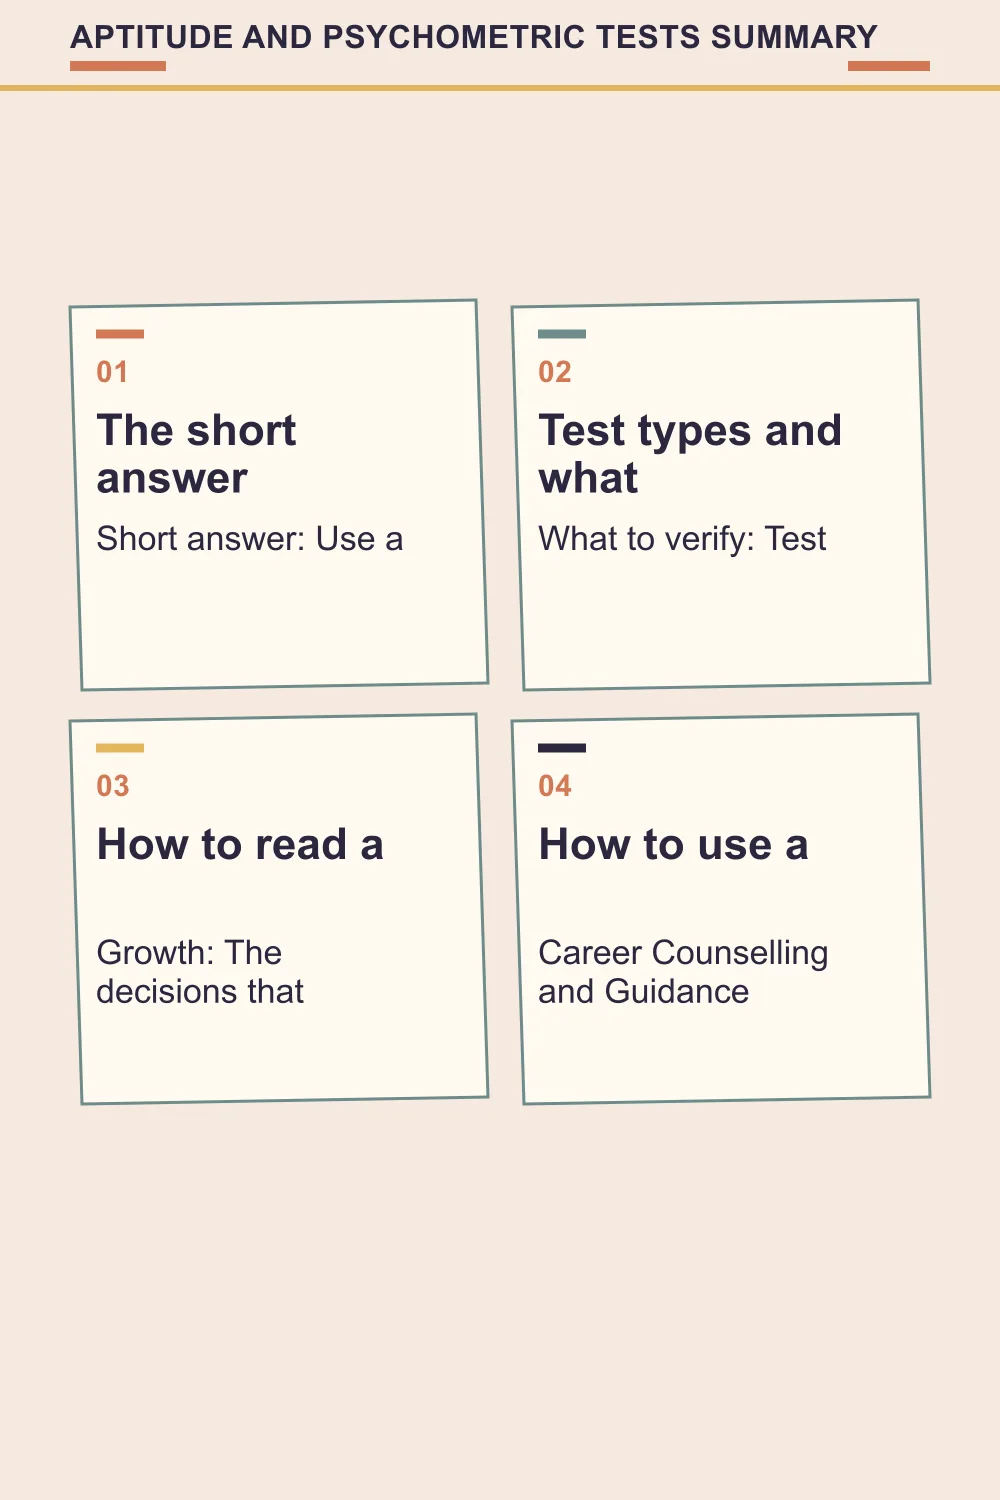 APTITUDE AND PSYCHOMETRIC TESTS SUMMARY
01
The short
answer
Short answer: Use a
02
Test types and
what
What to verify: Test
03
How to read a
Growth: The
decisions that
04
How to use a
Career Counselling
and Guidance